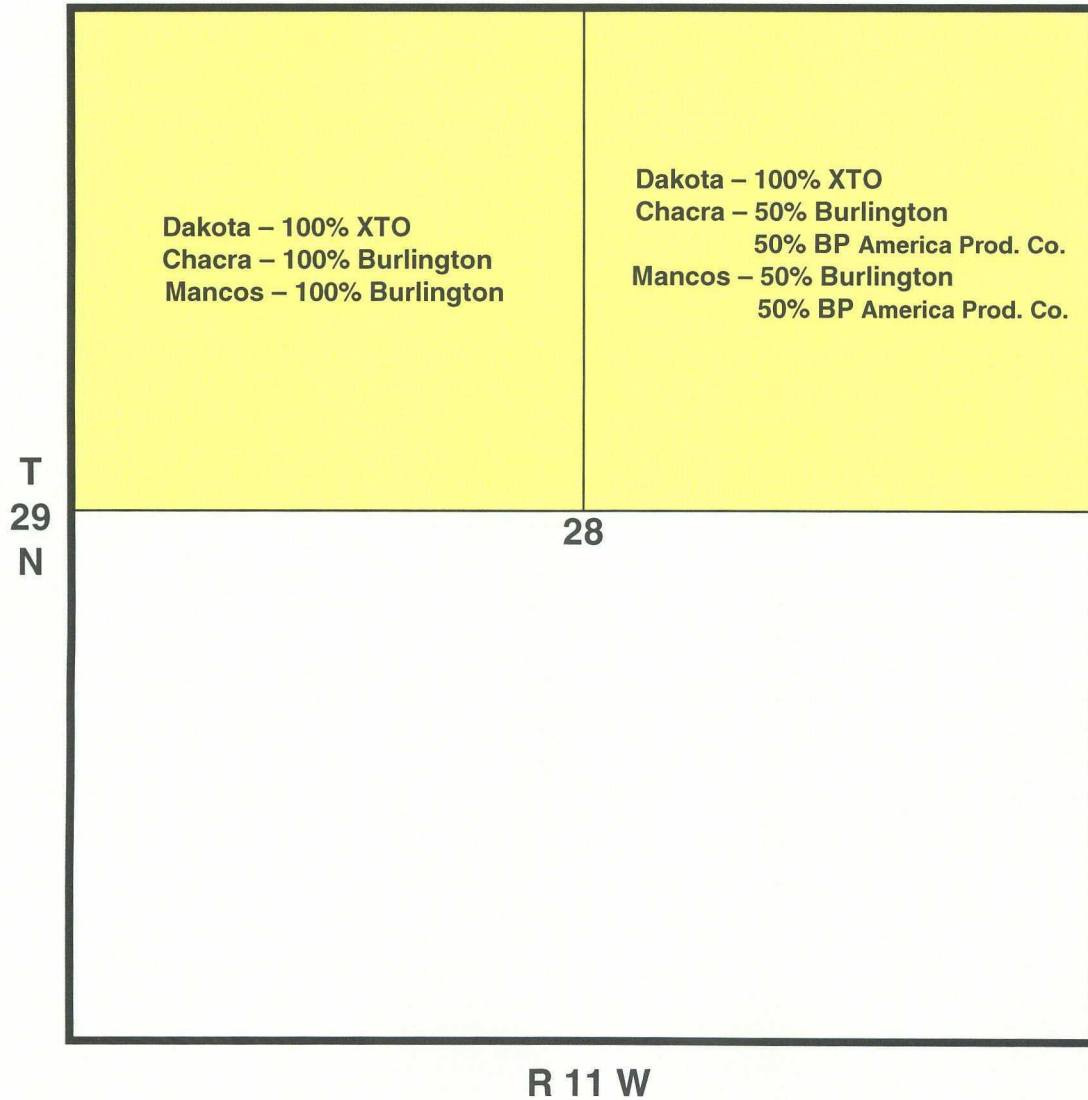 Dakota – 100% XTO
Chacra – 100% Burlington
Mancos – 100% Burlington
Dakota – 100% XTO
Chacra – 50% Burlington
50% BP America Prod. Co.
Mancos – 50% Burlington
50% BP America Prod. Co.
T
29
N
28
R 11 W